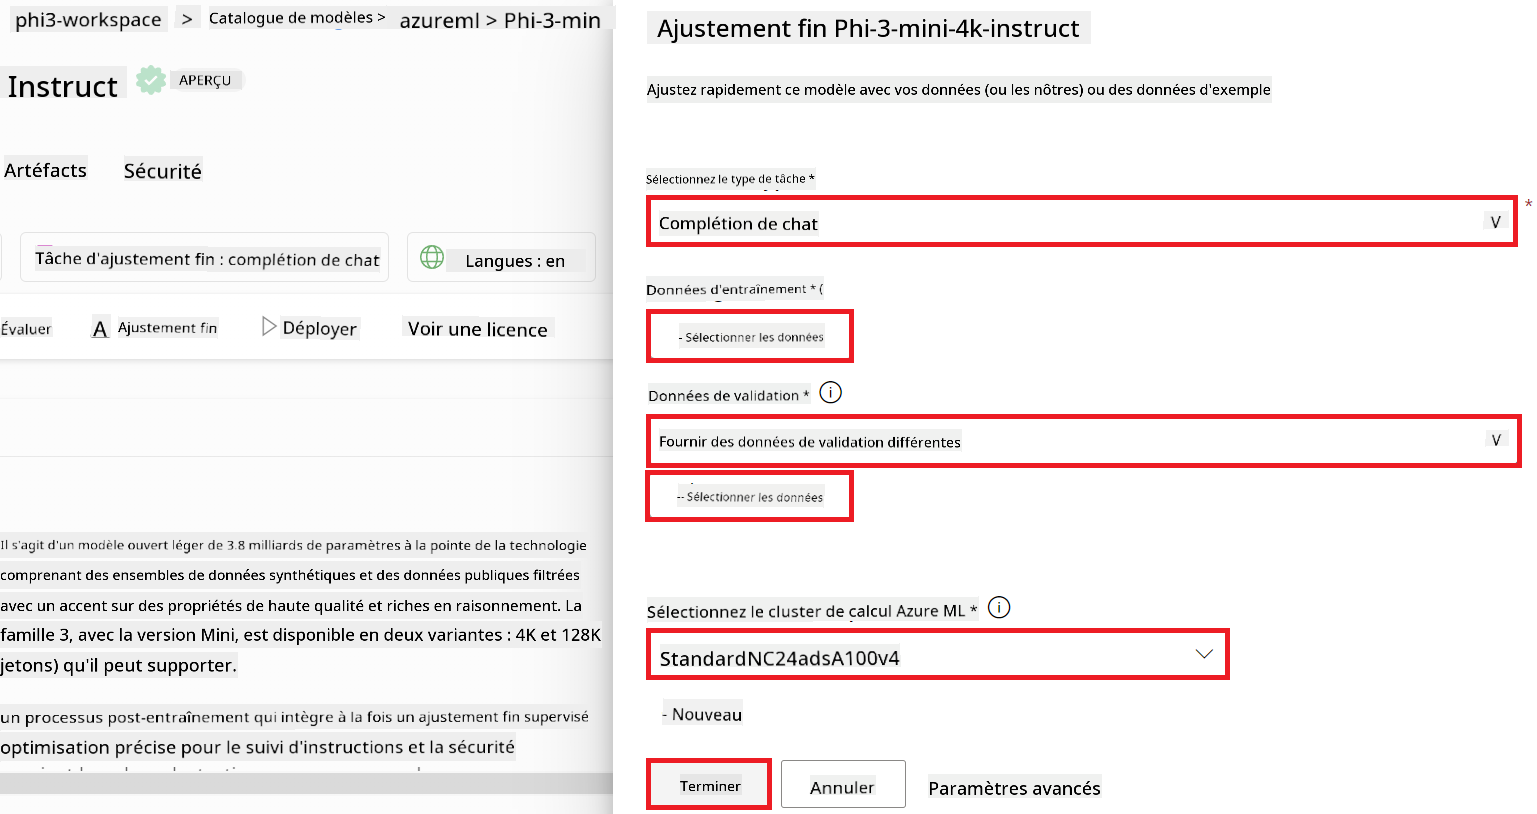 phi3-workspace > Catalogue de modèles > azureml > Phi-3-min
Instruct APERÇU
Artéfacts Sécurité
Tâche d'ajustement fin : complétion de chat
Langues : en
Évaluer A Ajustement fin Déployer Voir une licence
Il s'agit d'un modèle ouvert léger de 3.8 milliards de paramètres à la pointe de la technologie
comprenant des ensembles de données synthétiques et des données publiques filtrées
avec un accent sur des propriétés de haute qualité et riches en raisonnement. La
famille 3, avec la version Mini, est disponible en deux variantes : 4K et 128K
jetons) qu'il peut supporter.
un processus post-entraînement qui intègre à la fois un ajustement fin supervisé
optimisation précise pour le suivi d'instructions et la sécurité
Ajustement fin Phi-3-mini-4k-instruct
Ajustez rapidement ce modèle avec vos données (ou les nôtres) ou des données d'exemple
Sélectionnez le type de tâche *
Complétion de chat V
*
Données d'entraînement * (
- Sélectionner les données
Données de validation * i
Fournir des données de validation différentes V
-- Sélectionner les données
Sélectionnez le cluster de calcul Azure ML * i
StandardNC24adsA100v4
- Nouveau
Terminer Annuler Paramètres avancés